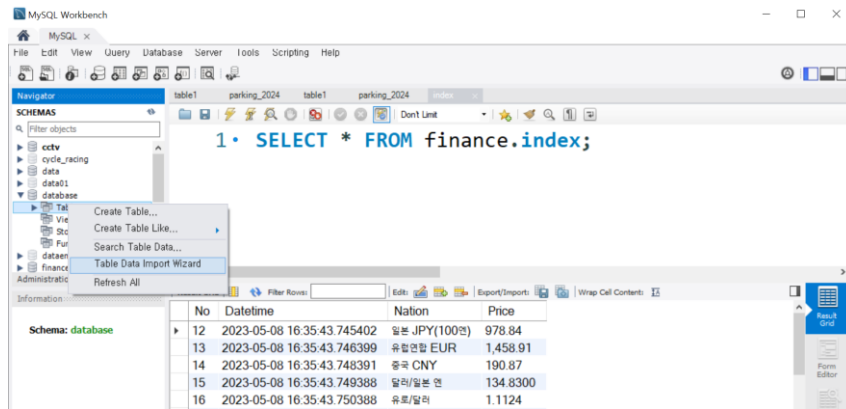 MySQL Workbench
MySQL ×
File Edit View Query Database Server Tools Scripting Help
Navigator
table1 parking_2024 table1 parking_2024 index ×
SCHEMAS
Don't Limit
Filter objects
1 • SELECT * FROM finance.index;
cctv
cycle_racing
data
data01
database
Tal
Vie
Sto
Fur
dataen
finance
Create Table...
Create Table Like...
Search Table Data...
Table Data Import Wizard
Refresh All
Administratio
Information
Filter Rows: Edit: Export/Import: Wrap Cell Content:
Schema: database
No Datetime Nation Price
12 2023-05-08 16:35:43.745402 일본 JPY(100엔) 978.84
13 2023-05-08 16:35:43.746399 유럽연합 EUR 1,458.91
14 2023-05-08 16:35:43.748391 중국 CNY 190.87
15 2023-05-08 16:35:43.749388 달러/일본 엔 134.8300
16 2023-05-08 16:35:43.750388 유로/달러 1.1124
Result
Grid
Form
Editor